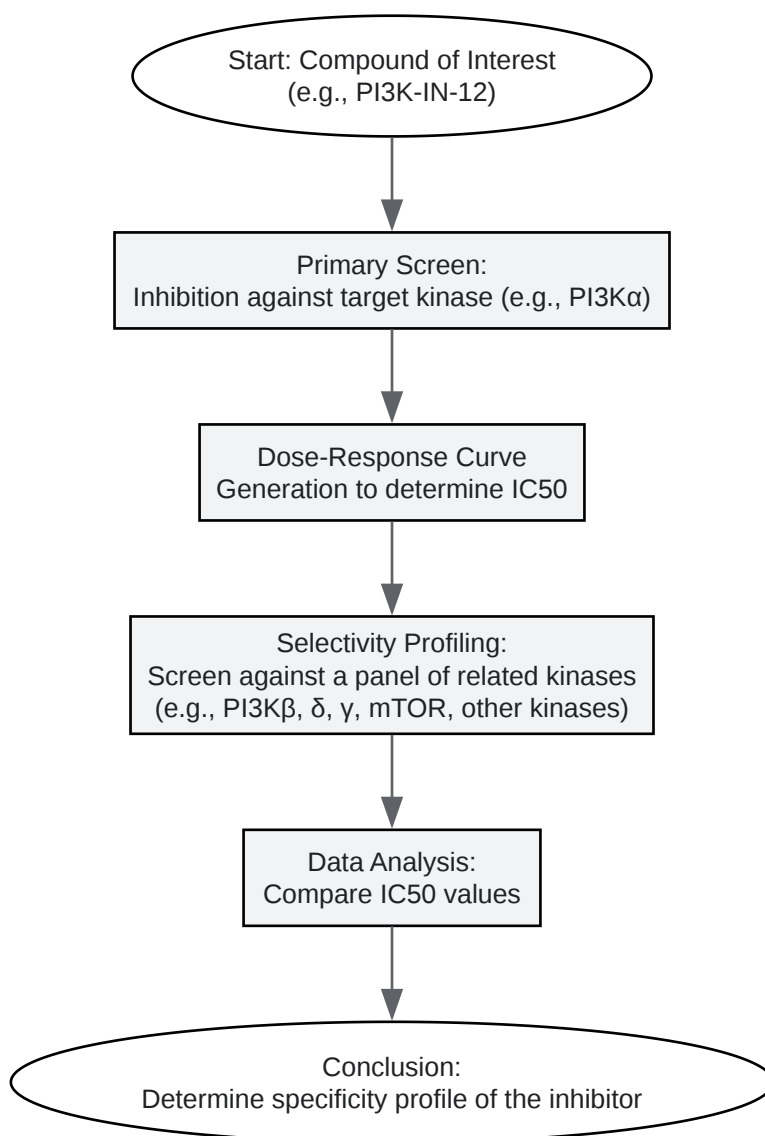 Start: Compound of Interest
(e.g., PI3K-IN-12)
Primary Screen:
Inhibition against target kinase (e.g., PI3Kα)
Dose-Response Curve
Generation to determine IC50
Selectivity Profiling:
Screen against a panel of related kinases
(e.g., PI3Kβ, δ, γ, mTOR, other kinases)
Data Analysis:
Compare IC50 values
Conclusion:
Determine specificity profile of the inhibitor